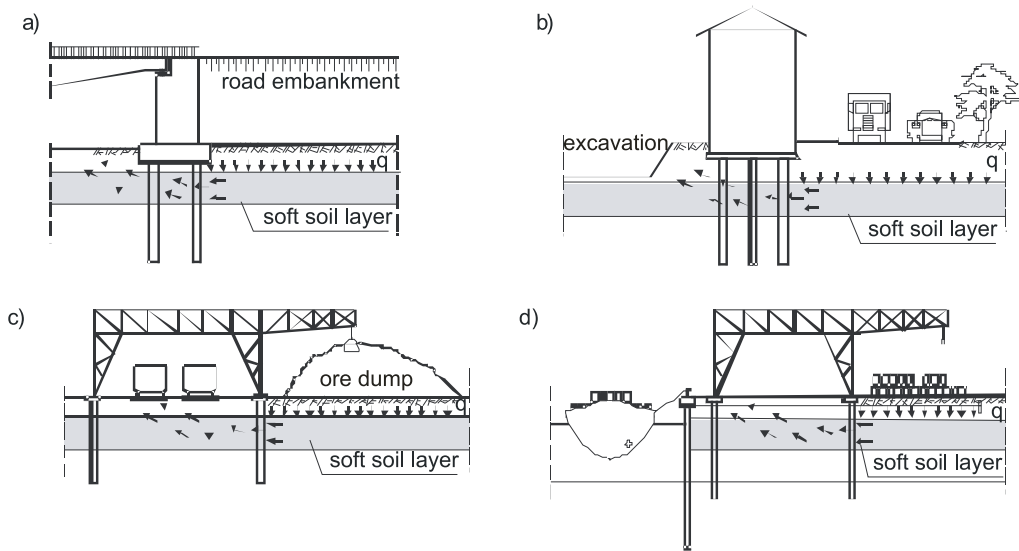 a)
road embankment
q
soft soil layer
b)
excavation
q
soft soil layer
c)
ore dump
q
soft soil layer
d)
q
soft soil layer